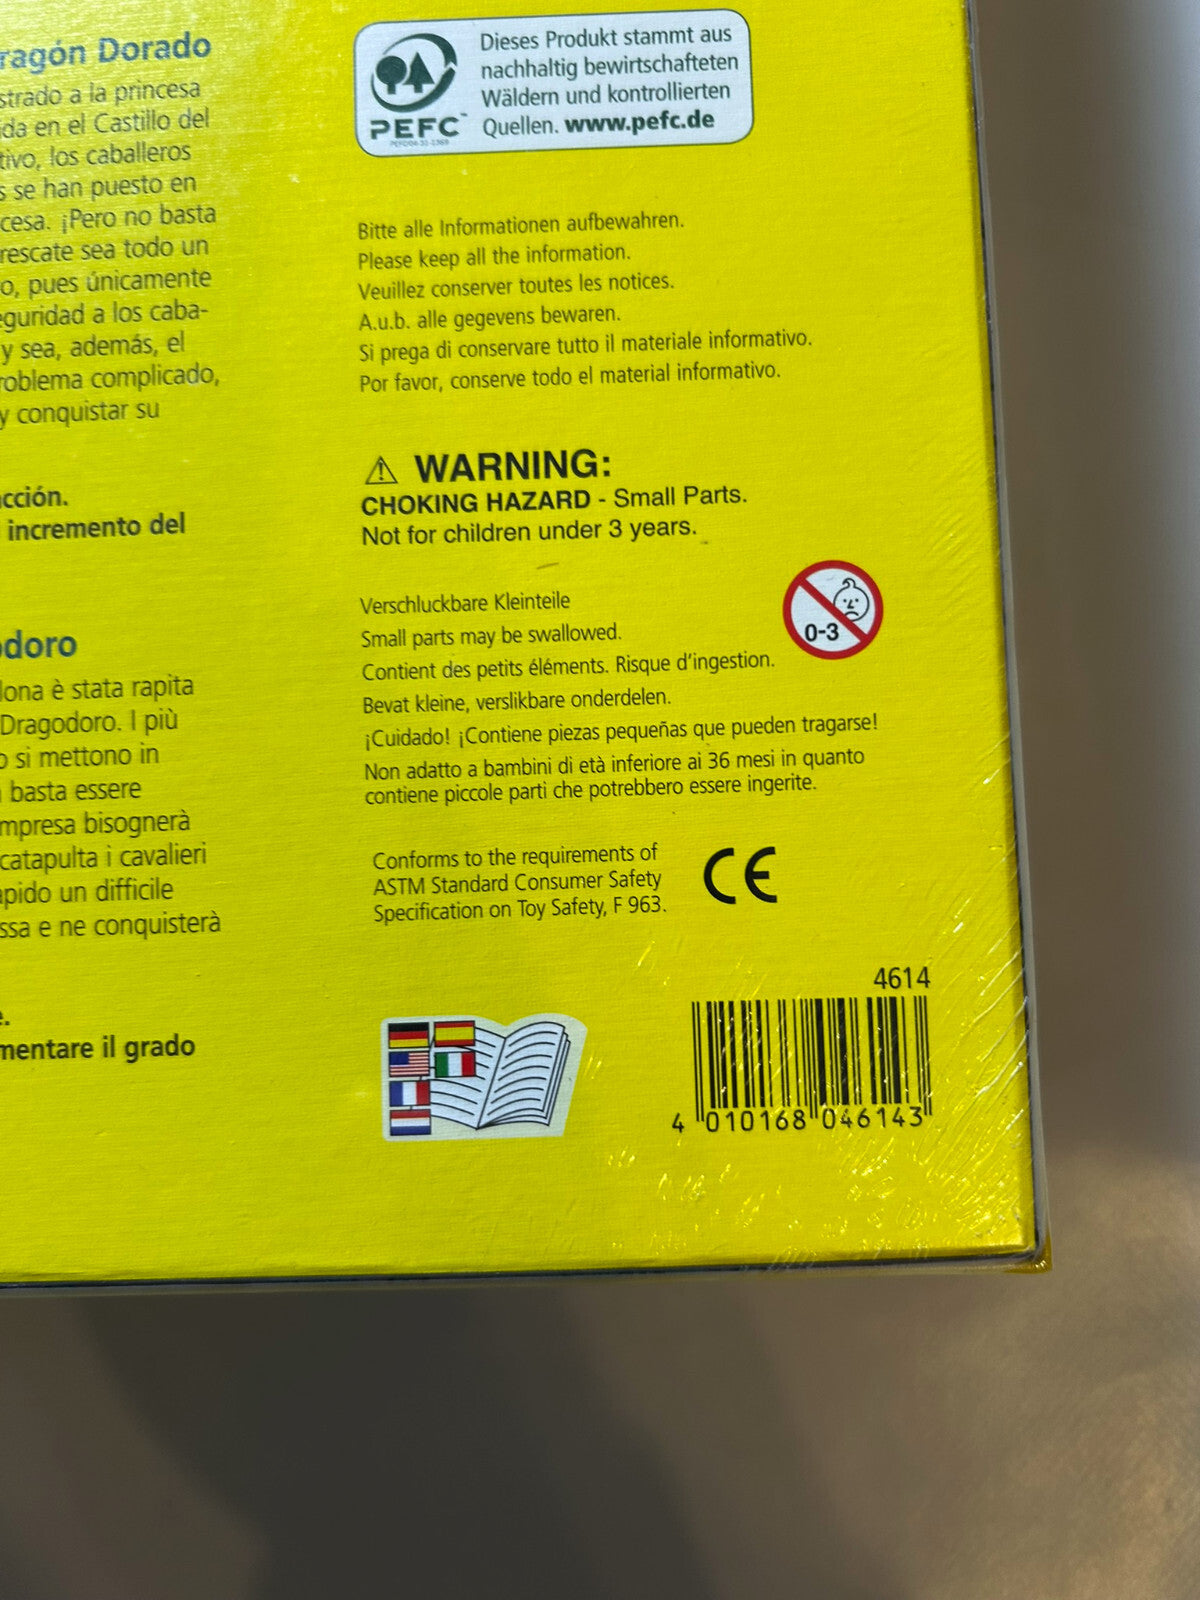 ragón Dorado
strado a la princesa
ida en el Castillo del
tivo, los caballeros
s se han puesto en
cesa. ¡Pero no basta
rescate sea todo un
o, pues únicamente
eguridad a los caba-
y sea, además, el
roblema complicado,
y conquistar su
acción.
incremento del
odoro
lona è stata rapita
Dragodoro. I più
o si mettono in
basta essere
mpresa bisognerà
catapulta i cavalieri
apido un difficile
ssa e ne conquisterà
e.
mentare il grado
PEFC™
Dieses Produkt stammt aus
nachhaltig bewirtschafteten
Wäldern und kontrollierten
Quellen. www.pefc.de
Bitte alle Informationen aufbewahren.
Please keep all the information.
Veuillez conserver toutes les notices.
A.u.b. alle gegevens bewaren.
Si prega di conservare tutto il materiale informativo.
Por favor, conserve todo el material informativo.
⚠ WARNING:
CHOKING HAZARD - Small Parts.
Not for children under 3 years.
0-3
Verschluckbare Kleinteile
Small parts may be swallowed.
Contient des petits éléments. Risque d'ingestion.
Bevat kleine, verslikbare onderdelen.
¡Cuidado! ¡Contiene piezas pequeñas que pueden tragarse!
Non adatto a bambini di età inferiore ai 36 mesi in quanto
contiene piccole parti che potrebbero essere ingerite.
Conforms to the requirements of
ASTM Standard Consumer Safety
Specification on Toy Safety, F 963.
CE
4614
4 010168 046143